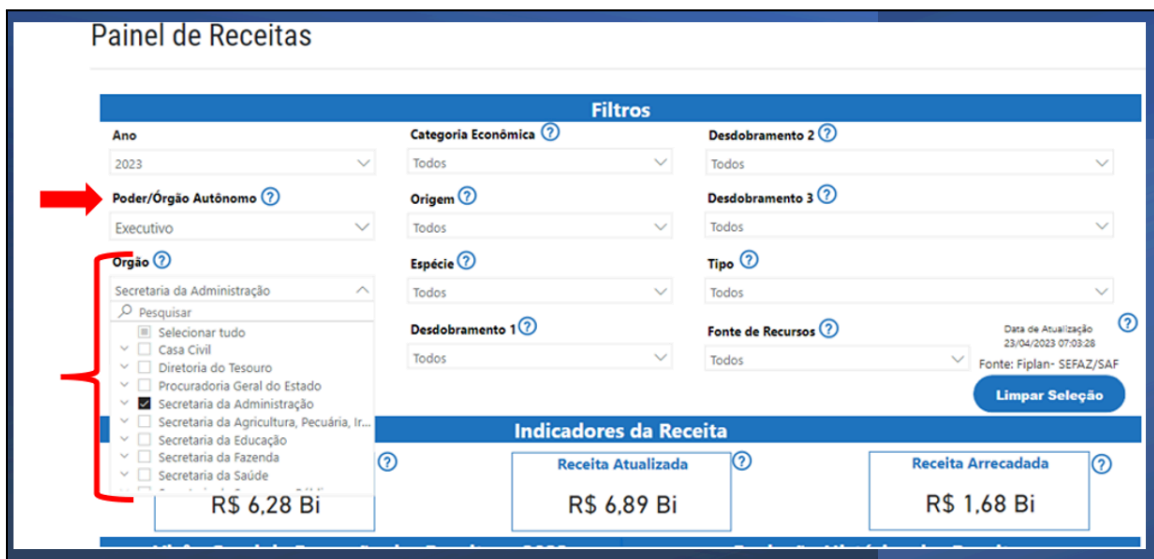 Painel de Receitas
Filtros
Ano
2023
Categoria Econômica ?
Todos
Desdobramento 2 ?
Todos
Poder/Órgão Autônomo ?
Executivo
Origem ?
Todos
Desdobramento 3 ?
Todos
Orgão ?
Secretaria da Administração
Pesquisar
Selecionar tudo
Casa Civil
Diretoria do Tesouro
Procuradoria Geral do Estado
Secretaria da Administração
Secretaria da Agricultura, Pecuária, Ir...
Secretaria da Educação
Secretaria da Fazenda
Secretaria da Saúde
Espécie ?
Todos
Tipo ?
Todos
Desdobramento 1 ?
Todos
Fonte de Recursos ?
Todos
Data de Atualização ?
23/04/2023 07:03:28
Fonte: Fiplan- SEFAZ/SAF
Limpar Seleção
Indicadores da Receita
?
R$ 6,28 Bi
Receita Atualizada ?
R$ 6,89 Bi
Receita Arrecadada ?
R$ 1,68 Bi